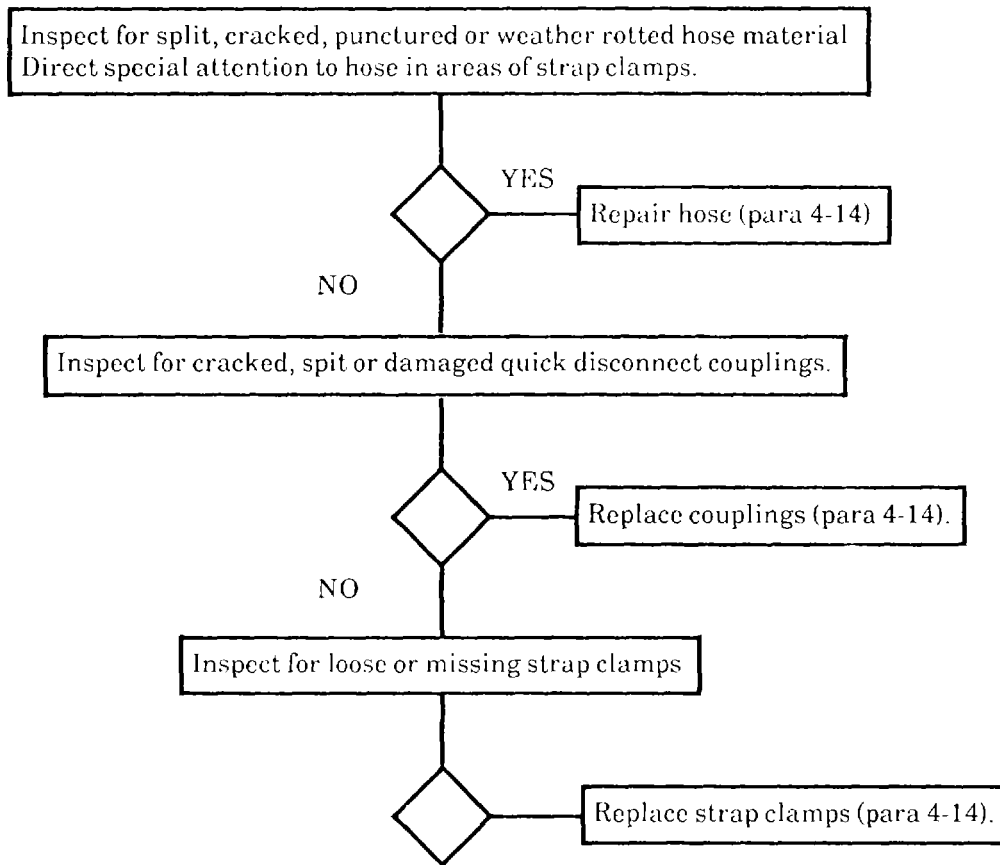 Inspect for split, cracked, punctured or weather rotted hose material
Direct special attention to hose in areas of strap clamps.
YES
Repair hose (para 4-14)
NO
Inspect for cracked, spit or damaged quick disconnect couplings.
YES
Replace couplings (para 4-14).
NO
Inspect for loose or missing strap clamps
Replace strap clamps (para 4-14).